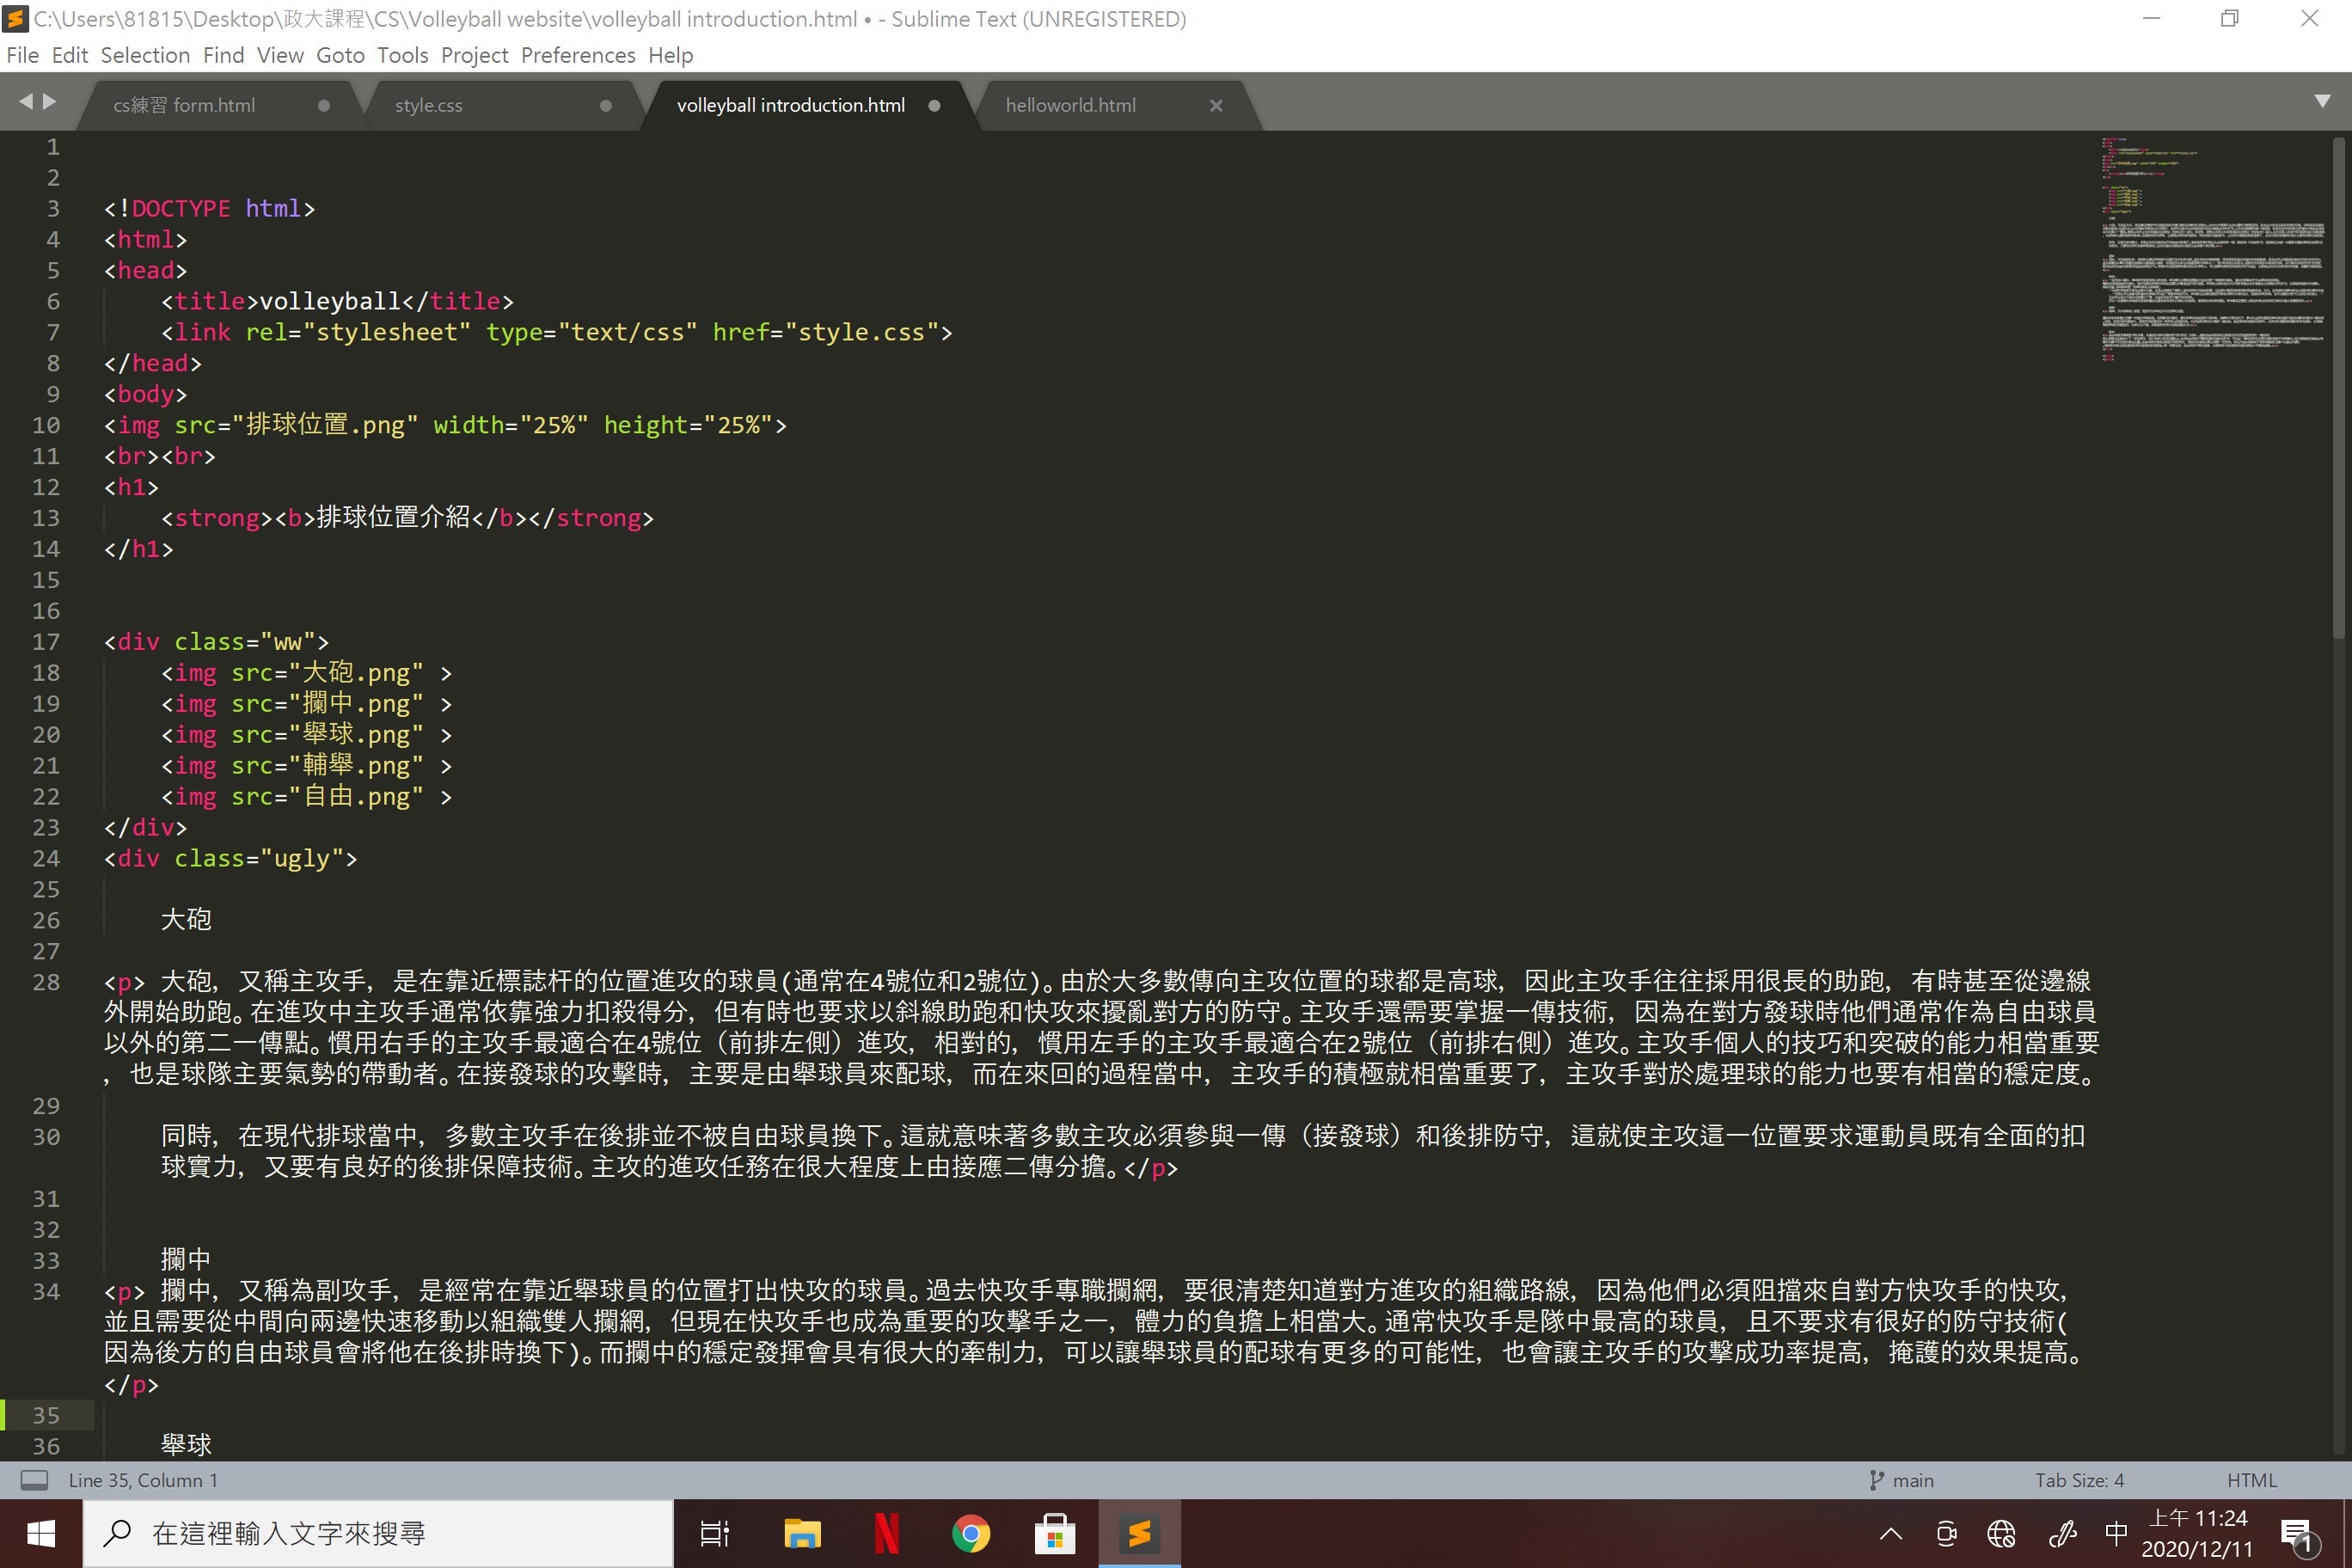 C:\Users\81815\Desktop\政大課程\CS\Volleyball website\volleyball introduction.html • - Sublime Text (UNREGISTERED)
File Edit Selection Find View Goto Tools Project Preferences Help
cs練習 form.html
style.css
volleyball introduction.html
helloworld.html
1
2
3 <!DOCTYPE html>
4 <html>
5 <head>
6 <title>volleyball</title>
7 <link rel="stylesheet" type="text/css" href="style.css">
8 </head>
9 <body>
10 <img src="排球位置.png" width="25%" height="25%">
11 <br><br>
12 <h1>
13 <strong><b>排球位置介紹</b></strong>
14 </h1>
15
16
17 <div class="ww">
18 <img src="大砲.png" >
19 <img src="攔中.png" >
20 <img src="舉球.png" >
21 <img src="輔舉.png" >
22 <img src="自由.png" >
23 </div>
24 <div class="ugly">
25
26 大砲
27
28 <p> 大砲，又稱主攻手，是在靠近標誌杆的位置進攻的球員(通常在4號位和2號位)。由於大多數傳向主攻位置的球都是高球，因此主攻手往往採用很長的助跑，有時甚至從邊線
外開始助跑。在進攻中主攻手通常依靠強力扣殺得分，但有時也要求以斜線助跑和快攻來擾亂對方的防守。主攻手還需要掌握一傳技術，因為在對方發球時他們通常作為自由球員
以外的第二一傳點。慣用右手的主攻手最適合在4號位（前排左側）進攻，相對的，慣用左手的主攻手最適合在2號位（前排右側）進攻。主攻手個人的技巧和突破的能力相當重要
，也是球隊主要氣勢的帶動者。在接發球的攻擊時，主要是由舉球員來配球，而在來回的過程當中，主攻手的積極就相當重要了，主攻手對於處理球的能力也要有相當的穩定度。
29
30 同時，在現代排球當中，多數主攻手在後排並不被自由球員換下。這就意味著多數主攻必須參與一傳（接發球）和後排防守，這就使主攻這一位置要求運動員既有全面的扣
球實力，又要有良好的後排保障技術。主攻的進攻任務在很大程度上由接應二傳分擔。</p>
31
32
33 攔中
34 <p> 攔中，又稱為副攻手，是經常在靠近舉球員的位置打出快攻的球員。過去快攻手專職攔網，要很清楚知道對方進攻的組織路線，因為他們必須阻擋來自對方快攻手的快攻，
並且需要從中間向兩邊快速移動以組織雙人攔網，但現在快攻手也成為重要的攻擊手之一，體力的負擔上相當大。通常快攻手是隊中最高的球員，且不要求有很好的防守技術(
因為後方的自由球員會將他在後排時換下)。而攔中的穩定發揮會具有很大的牽制力，可以讓舉球員的配球有更多的可能性，也會讓主攻手的攻擊成功率提高，掩護的效果提高。
</p>
35
36 舉球
Line 35, Column 1
main
Tab Size: 4
HTML
在這裡輸入文字來搜尋
中
上午 11:24
2020/12/11
1